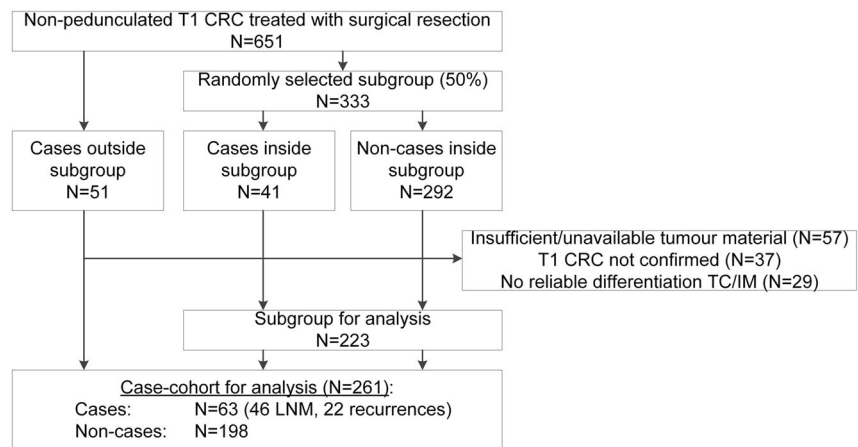 Non-pedunculated T1 CRC treated with surgical resection
N=651
Randomly selected subgroup (50%)
N=333
Cases outside
subgroup
N=51
Cases inside
subgroup
N=41
Non-cases inside
subgroup
N=292
Insufficient/unavailable tumour material (N=57)
T1 CRC not confirmed (N=37)
No reliable differentiation TC/IM (N=29)
Subgroup for analysis
N=223
Case-cohort for analysis (N=261):
Cases: N=63 (46 LNM, 22 recurrences)
Non-cases: N=198